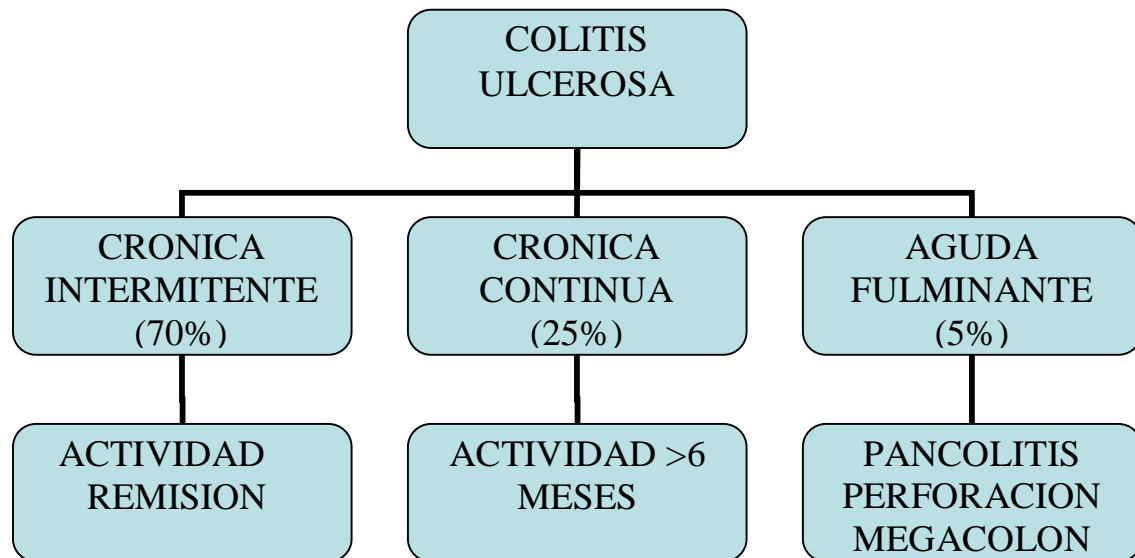 COLITIS
ULCEROSA
CRONICA
INTERMITENTE
(70%)
CRONICA
CONTINUA
(25%)
AGUDA
FULMINANTE
(5%)
ACTIVIDAD
REMISION
ACTIVIDAD >6
MESES
PANCOLITIS
PERFORACION
MEGACOLON